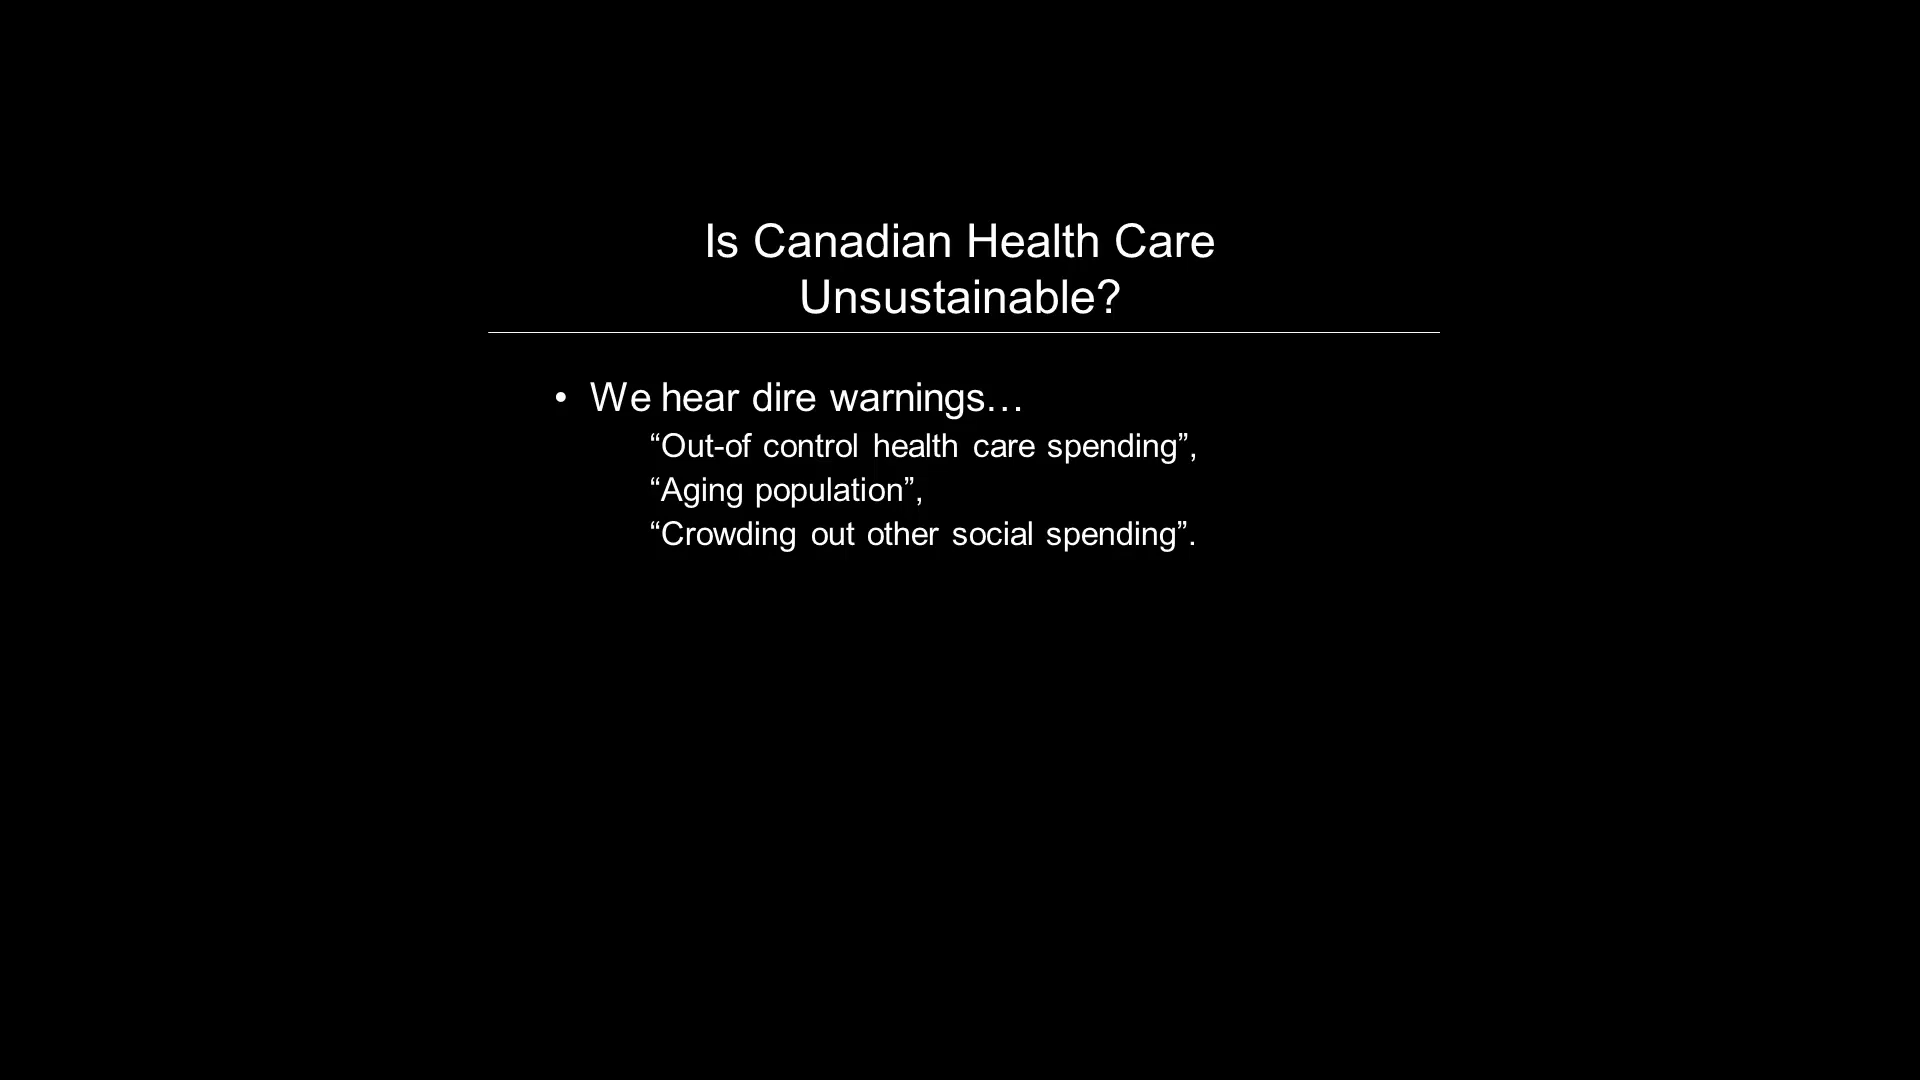 Is Canadian Health Care
Unsustainable?
• We hear dire warnings…
“Out-of control health care spending”,
“Aging population”,
“Crowding out other social spending”.